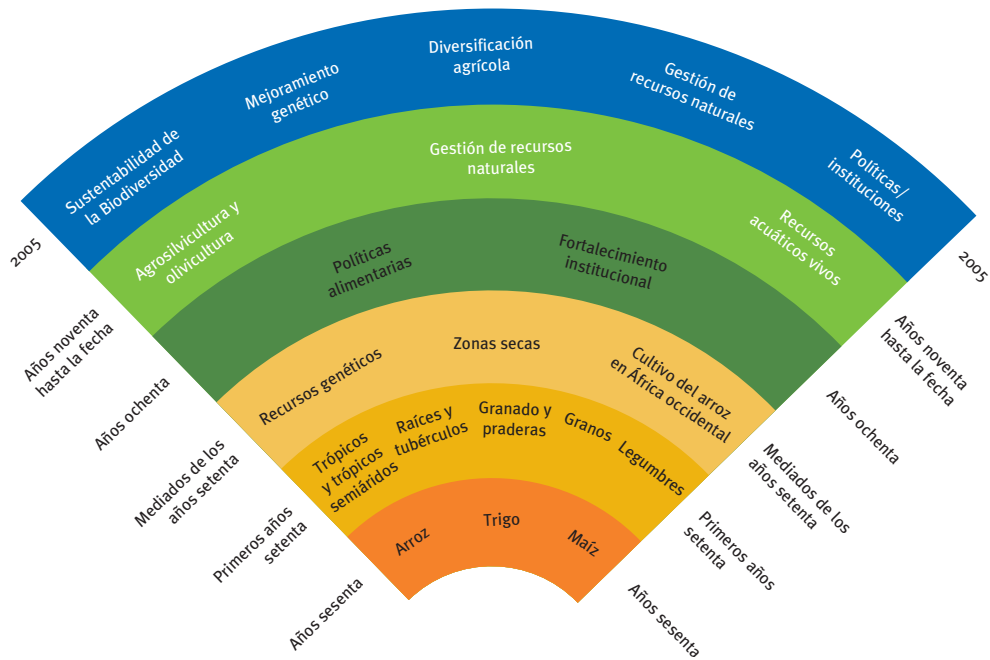 Diversificación
agrícola
Mejoramiento
genético
Gestión de
recursos naturales
Sustentabilidad de
la Biodiversidad
Políticas/
instituciones
2005
2005
Gestión de recursos
naturales
Agrosilvicultura y
olivicultura
Recursos
acuáticos vivos
Años noventa
hasta la fecha
Años noventa
hasta la fecha
Políticas
alimentarias
Fortalecimiento
institucional
Años ochenta
Años ochenta
Recursos genéticos
Zonas secas
Cultivo del arroz
en África occidental
Mediados de los
años setenta
Mediados de los
años setenta
Trópicos
y trópicos
semiáridos
Raíces y
tubérculos
Granado y
praderas
Granos
Legumbres
Primeros años
setenta
Primeros años
setenta
Arroz
Trigo
Maíz
Años sesenta
Años sesenta